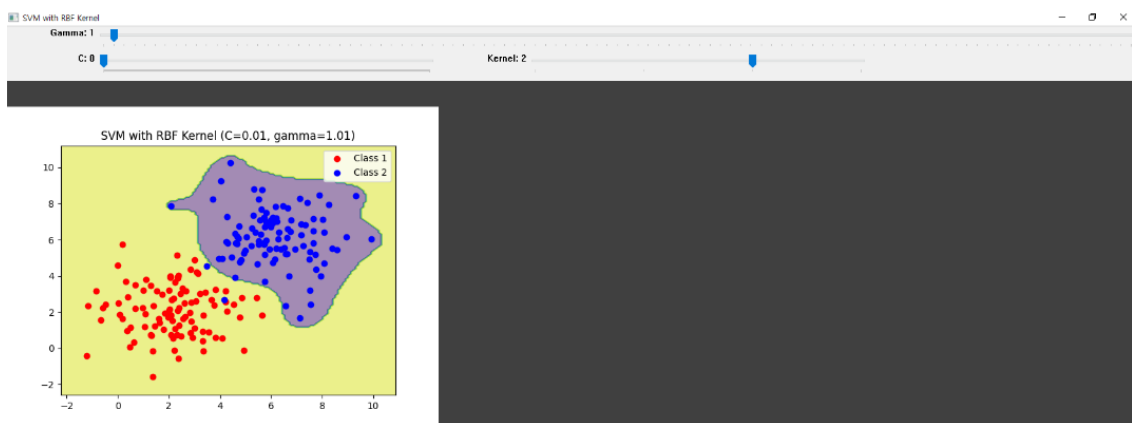 SVM with RBF Kernel
Gamma: 1
C: 0 Kernel: 2
SVM with RBF Kernel (C=0.01, gamma=1.01)
Class 1
Class 2
10
8
6
4
2
0
−2
−2 0 2 4 6 8 10